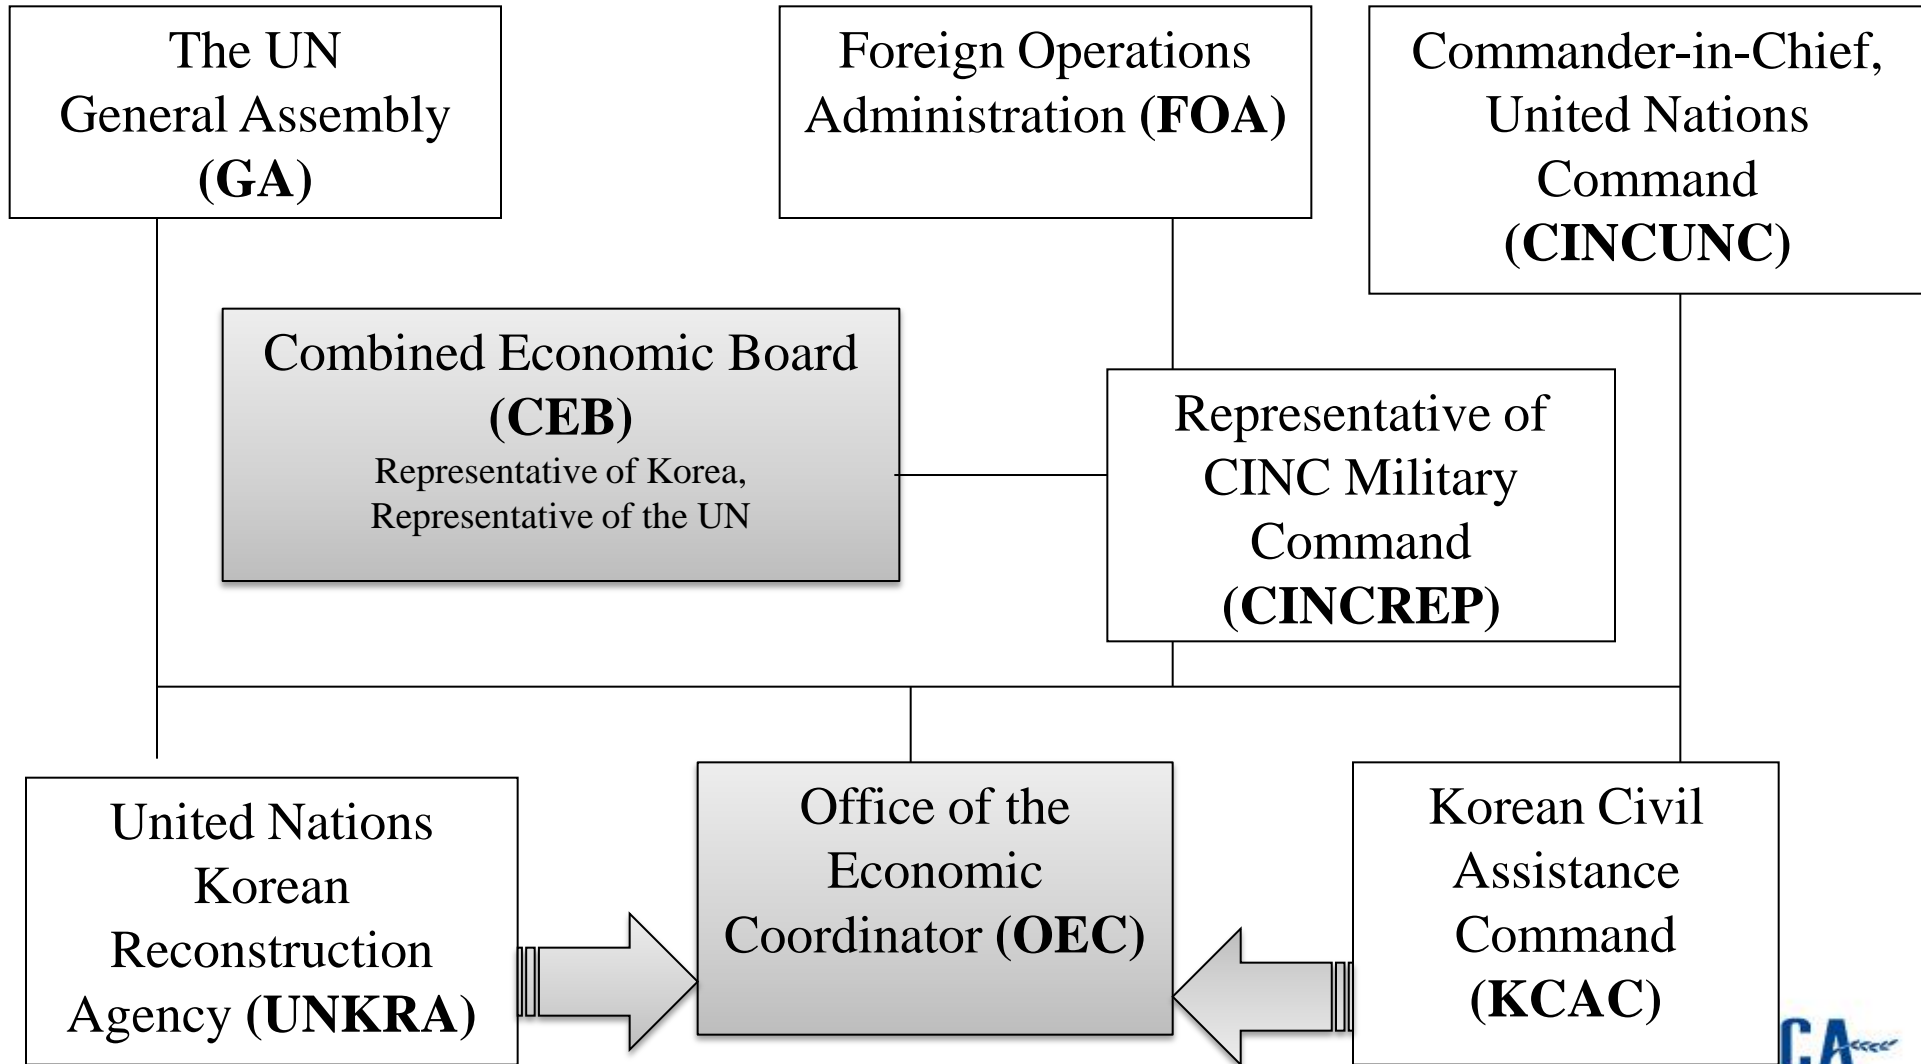 The UN
General Assembly
(GA)
Foreign Operations
Administration (FOA)
Commander-in-Chief,
United Nations
Command
(CINCUNC)
Combined Economic Board
(CEB)
Representative of Korea,
Representative of the UN
Representative of
CINC Military
Command
(CINCREP)
United Nations
Korean
Reconstruction
Agency (UNKRA)
Office of the
Economic
Coordinator (OEC)
Korean Civil
Assistance
Command
(KCAC)